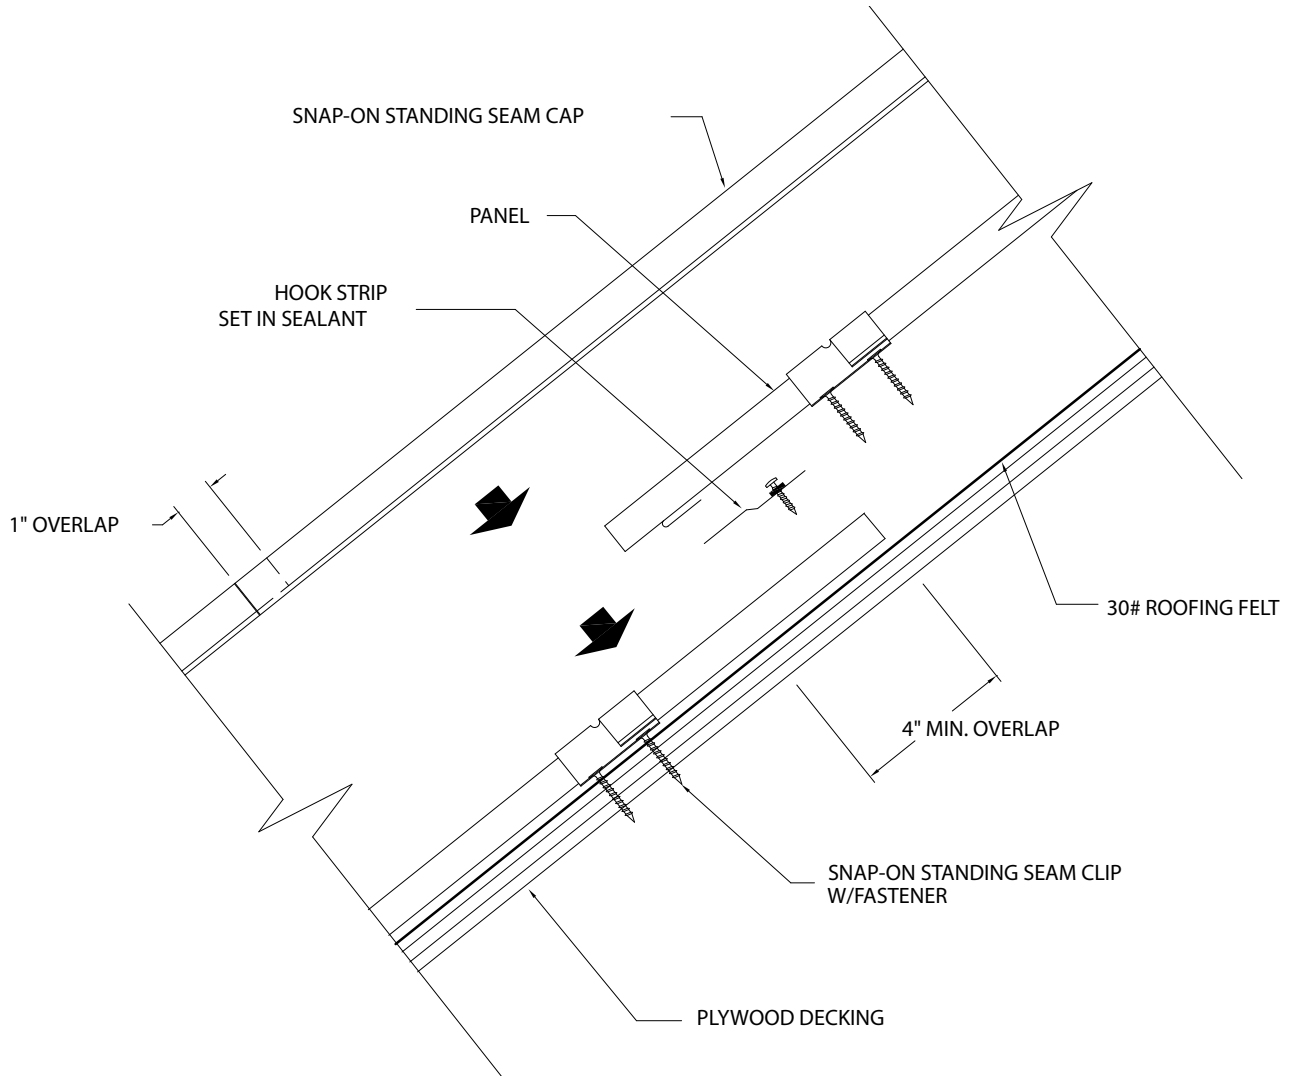 SNAP-ON STANDING SEAM CAP
PANEL
HOOK STRIP
SET IN SEALANT
1" OVERLAP
30# ROOFING FELT
4" MIN. OVERLAP
SNAP-ON STANDING SEAM CLIP
W/FASTENER
PLYWOOD DECKING